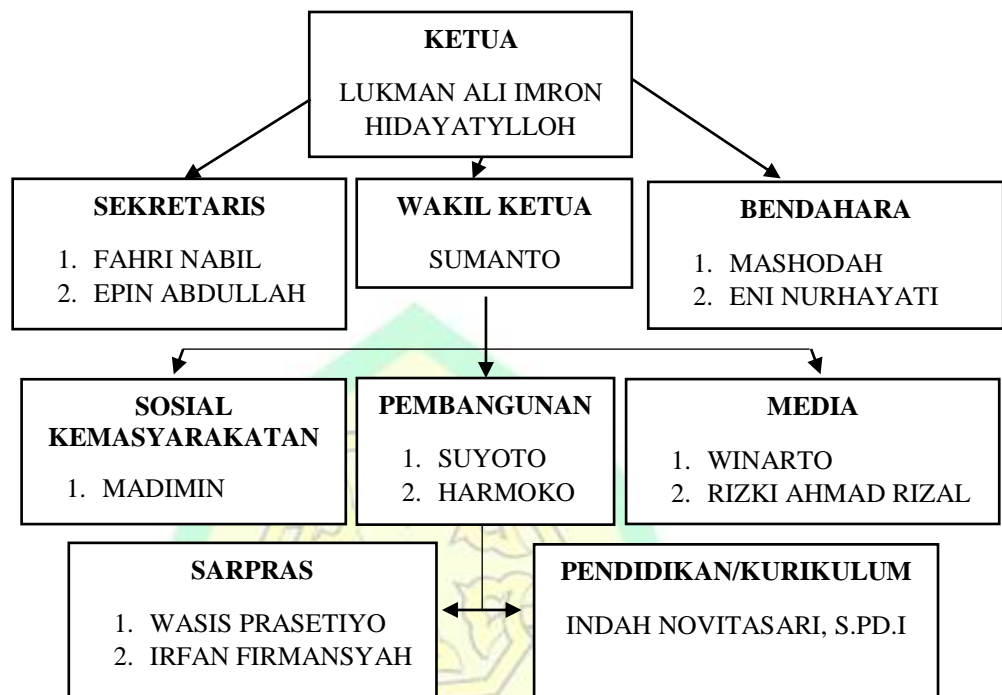 KETUA
LUKMAN ALI IMRON
HIDAYATYLLOH
SEKRETARIS
1. FAHRI NABIL
2. EPIN ABDULLAH
WAKIL KETUA
SUMANTO
BENDAHARA
1. MASHODAH
2. ENI NURHAYATI
SOSIAL
KEMASYARAKATAN
1. MADIMIN
PEMBANGUNAN
1. SUYOTO
2. HARMOKO
MEDIA
1. WINARTO
2. RIZKI AHMAD RIZAL
SARPRAS
1. WASIS PRASETIYO
2. IRFAN FIRMANSYAH
PENDIDIKAN/KURIKULUM
INDAH NOVITASARI, S.PD.I